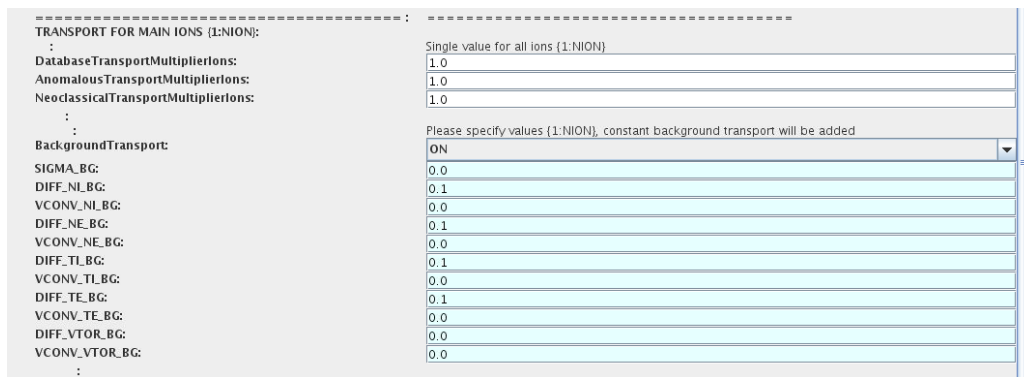 ====================================== : ======================================
TRANSPORT FOR MAIN IONS {1:NION}:
: Single value for all ions {1:NION}
DatabaseTransportMultiplierIons: 1.0
AnomalousTransportMultiplierIons: 1.0
NeoclassicalTransportMultiplierIons: 1.0
:
: Please specify values {1:NION}, constant background transport will be added
BackgroundTransport: ON
SIGMA_BG: 0.0
DIFF_NI_BG: 0.1
VCONV_NI_BG: 0.0
DIFF_NE_BG: 0.1
VCONV_NE_BG: 0.0
DIFF_TI_BG: 0.1
VCONV_TI_BG: 0.0
DIFF_TE_BG: 0.1
VCONV_TE_BG: 0.0
DIFF_VTOR_BG: 0.0
VCONV_VTOR_BG: 0.0
: